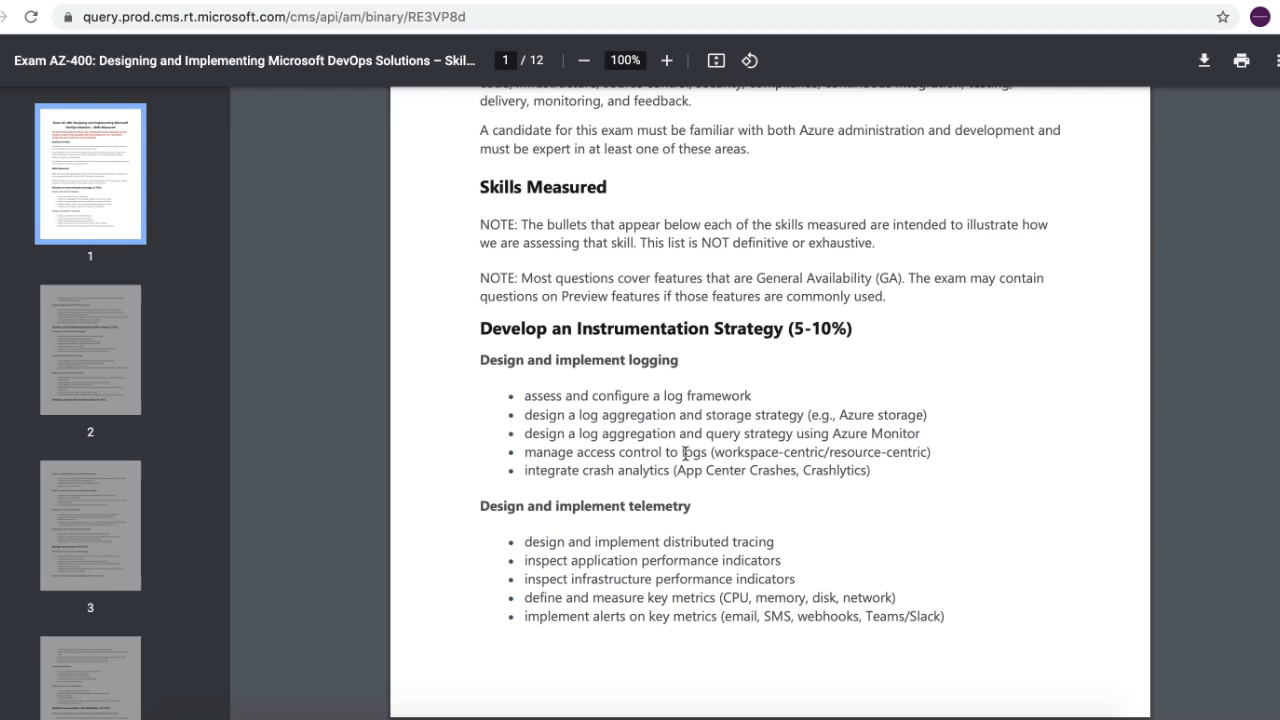 query.prod.cms.rt.microsoft.com/cms/api/am/binary/RE3VP8d
Exam AZ-400: Designing and Implementing Microsoft DevOps Solutions – Skil...
1 / 12
100%
delivery, monitoring, and feedback.
A candidate for this exam must be familiar with both Azure administration and development and
must be expert in at least one of these areas.
Skills Measured
NOTE: The bullets that appear below each of the skills measured are intended to illustrate how
we are assessing that skill. This list is NOT definitive or exhaustive.
NOTE: Most questions cover features that are General Availability (GA). The exam may contain
questions on Preview features if those features are commonly used.
Develop an Instrumentation Strategy (5-10%)
Design and implement logging
• assess and configure a log framework
• design a log aggregation and storage strategy (e.g., Azure storage)
• design a log aggregation and query strategy using Azure Monitor
• manage access control to logs (workspace-centric/resource-centric)
• integrate crash analytics (App Center Crashes, Crashlytics)
Design and implement telemetry
• design and implement distributed tracing
• inspect application performance indicators
• inspect infrastructure performance indicators
• define and measure key metrics (CPU, memory, disk, network)
• implement alerts on key metrics (email, SMS, webhooks, Teams/Slack)
1
2
3